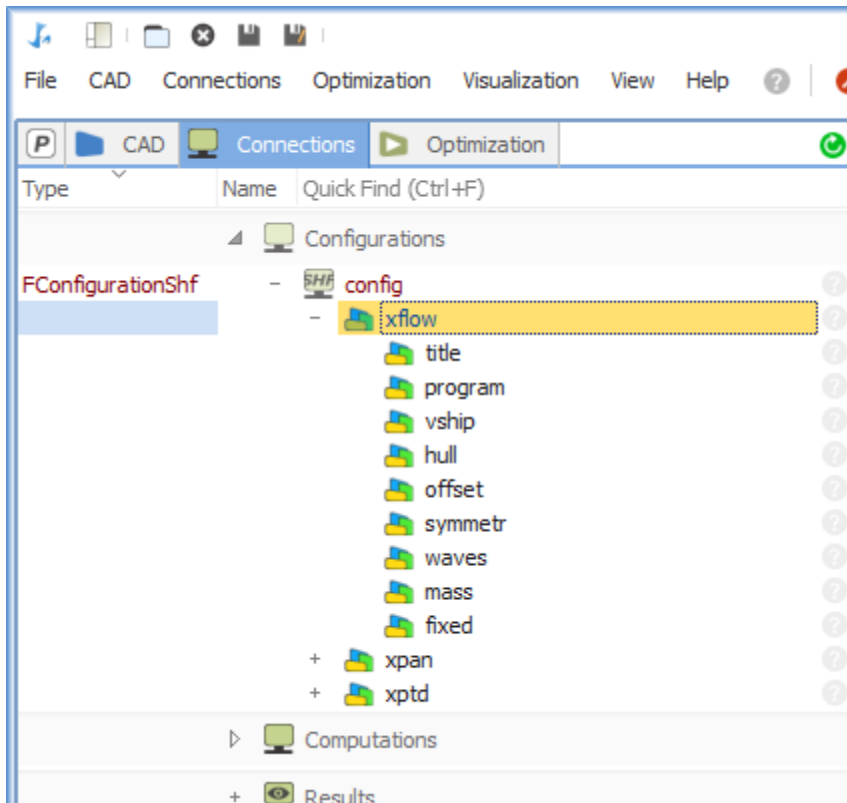 File CAD Connections Optimization Visualization View Help ?
P CAD Connections Optimization
Type Name Quick Find (Ctrl+F)
Configurations
FConfigurationShf - SHF config ?
- xflow ?
title ?
program ?
vship ?
hull ?
offset ?
symmetr ?
waves ?
mass ?
fixed ?
+ xpan ?
+ xptd ?
Computations
+ Results